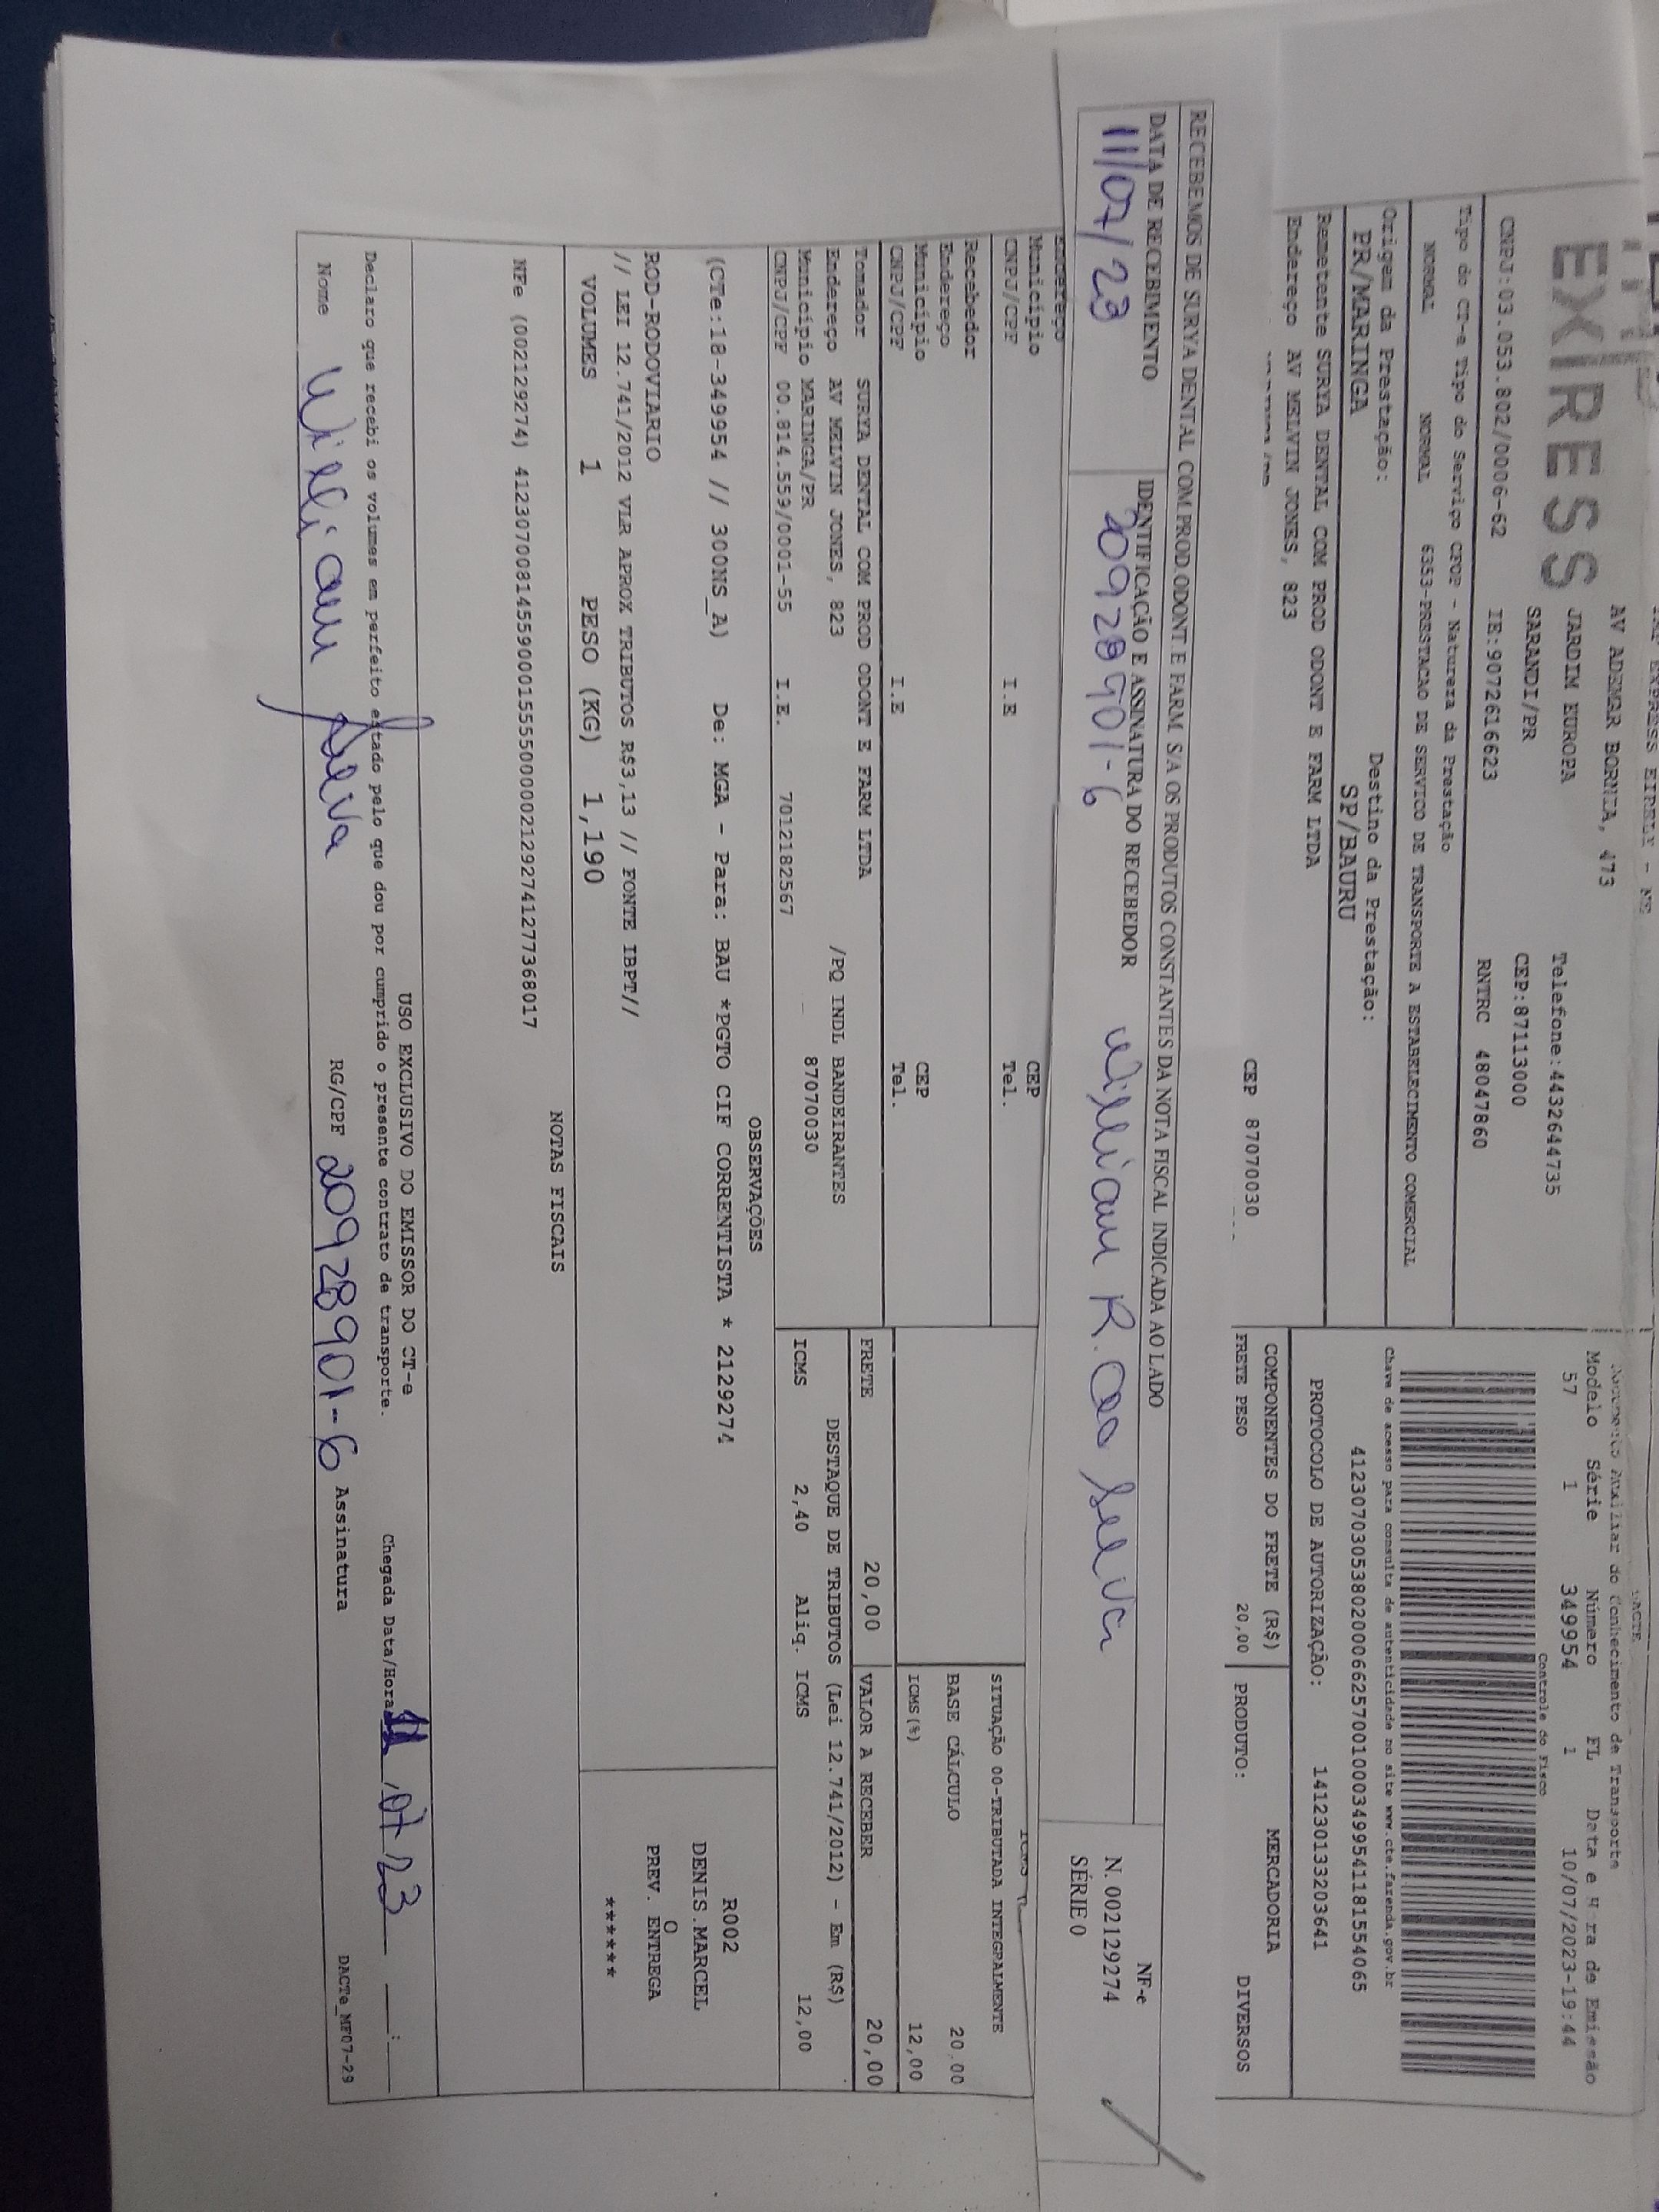 EXPRESS EIRELI - ME
EXPRESS
AV ADEMAR BORNIA, 473
JARDIM EUROPA Telefone:4432644735
SARANDI/PR CEP:87113000
CNPJ:03.053.802/0006-62 IE:9072616623 RNTRC 48047860
Tipo do CT-e Tipo do Serviço CFOP - Natureza da Prestação
NORMAL NORMAL 6353-PRESTACAO DE SERVICO DE TRANSPORTE A ESTABELECIMENTO COMERCIAL
Origem da Prestação: Destino da Prestação:
PR/MARINGA SP/BAURU
Remetente SURYA DENTAL COM PROD ODONT E FARM LTDA
Endereço AV MELVIN JONES, 823
CEP 87070030
DACTE
Documento Auxiliar do Conhecimento de Transporte
Modelo Série Número FL Data e Hora de Emissão
57 1 349954 1 10/07/2023-19:44
Controle do Fisco
Chave de acesso para consulta de autenticidade no site www.cte.fazenda.gov.br
41230703053802000662570010003499541181554065
PROTOCOLO DE AUTORIZAÇÃO: 141230133203641
COMPONENTES DO FRETE (R$) MERCADORIA
FRETE PESO 20,00 PRODUTO: DIVERSOS
RECEBEMOS DE SURYA DENTAL COM.PROD.ODONT. E FARM. S/A OS PRODUTOS CONSTANTES DA NOTA FISCAL INDICADA AO LADO
DATA DE RECEBIMENTO IDENTIFICAÇÃO E ASSINATURA DO RECEBEDOR
11/07/23 20928901-6 William R. da Silva
NF-e
N. 002129274
SÉRIE 0
Endereço
Município CEP
CNPJ/CPF I.E Tel.
Recebedor
Endereço
Município CEP
CNPJ/CPF I.E Tel.
SITUAÇÃO 00-TRIBUTADA INTEGRALMENTE
BASE CÁLCULO 20,00
ICMS(%) 12,00
Tomador SURYA DENTAL COM PROD ODONT E FARM LTDA
Endereço AV MELVIN JONES, 823 /PQ INDL BANDEIRANTES
Município MARINGA/PR 87070030
CNPJ/CPF 00.814.559/0001-55 I.E. 7012182567
FRETE 20,00 VALOR A RECEBER 20,00
DESTAQUE DE TRIBUTOS (Lei 12.741/2012) - Em (R$)
ICMS 2,40 Aliq. ICMS 12,00
OBSERVAÇÕES
(CTe:18-349954 // 300NS_A) De: MGA - Para: BAU *PGTO CIF CORRENTISTA * 2129274
ROD-RODOVIARIO
// LEI 12.741/2012 VLR APROX TRIBUTOS R$3,13 // FONTE IBPT//
R002
DENIS.MARCEL
O
PREV. ENTREGA
******
VOLUMES 1 PESO (KG) 1,190
NOTAS FISCAIS
NFe (002129274) 41230700814559000155550000021292741277368017
USO EXCLUSIVO DO EMISSOR DO CT-e
Declaro que recebi os volumes em perfeito estado pelo que dou por cumprido o presente contrato de transporte. Chegada Data/Hora 11/07/23 __:__
Nome William Silva RG/CPF 20928901-6 Assinatura
DACTe_MF07-29